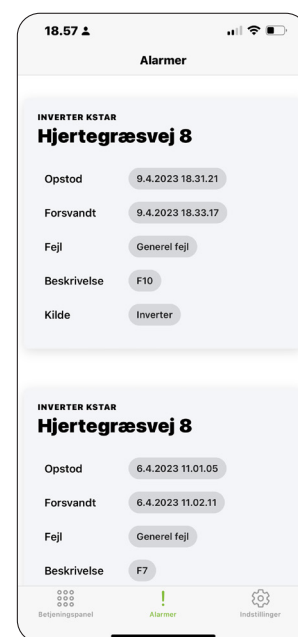 18.57
Alarmer
INVERTER KSTAR
Hjertegræsvej 8
Opstod 9.4.2023 18.31.21
Forsvandt 9.4.2023 18.33.17
Fejl Generel fejl
Beskrivelse F10
Kilde Inverter
INVERTER KSTAR
Hjertegræsvej 8
Opstod 6.4.2023 11.01.05
Forsvandt 6.4.2023 11.02.11
Fejl Generel fejl
Beskrivelse F7
Betjeningspanel Alarmer Indstillinger